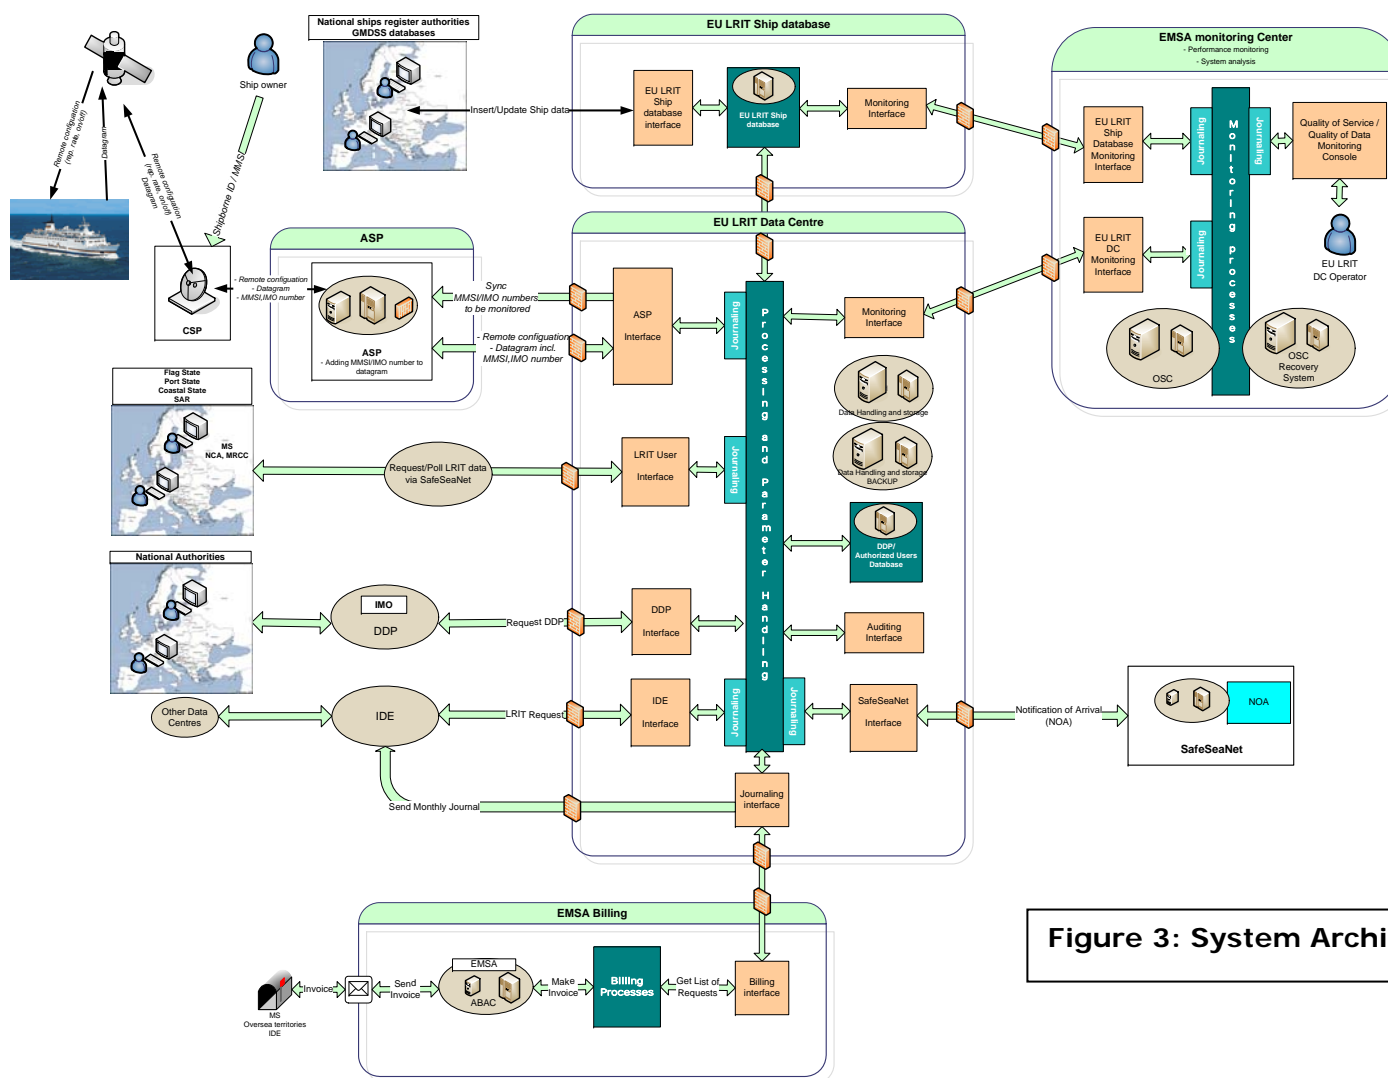 National ships register authorities
GMDSS databases
Ship owner
Remote configuation
(rep. rate, on/off)
Datagram
Remote configuation
(rep. rate, on/off)
Datagram
Shipborne ID / MMSI
CSP
EU LRIT Ship database
Insert/Update Ship data
EU LRIT
Ship
database
interface
EU LRIT Ship
database
Monitoring
Interface
EMSA monitoring Center
- Performance monitoring
- System analysis
EU LRIT
Ship
Database
Monitoring
Interface
Journaling
Monitoring processes
Journaling
Quality of Service /
Quality of Data
Monitoring
Console
EU LRIT
DC Operator
EU LRIT
DC
Monitoring
Interface
Journaling
OSC
OSC
Recovery
System
ASP
- Remote configuation
- Datagram
- MMSI,IMO number
ASP
- Adding MMSI/IMO number to
datagram
Sync
MMSI/IMO numbers
to be monitored
- Remote configuation
- Datagram incl.
MMSI,IMO number
EU LRIT Data Centre
ASP
Interface
Journaling
Processing and Parameter Handling
Monitoring
Interface
Data Handling and storage
Data Handling and storage
BACKUP
DDP/
Authorized Users
Database
Auditing
Interface
Flag State
Port State
Coastal State
SAR
MS
NCA, MRCC
Request/Poll LRIT data
via SafeSeaNet
LRIT User
Interface
Journaling
National Authorities
IMO
DDP
Request DDP
DDP
Interface
Other Data
Centres
IDE
LRIT Request
IDE
Interface
Journaling
Journaling
SafeSeaNet
Interface
Notification of Arrival
(NOA)
NOA
SafeSeaNet
Send Monthly Journal
Journaling
interface
EMSA Billing
MS
Oversea territories
IDE
Invoice
Send
Invoice
EMSA
ABAC
Make
Invoice
Billing
Processes
Get List of
Requests
Billing
interface
Figure 3: System Archi